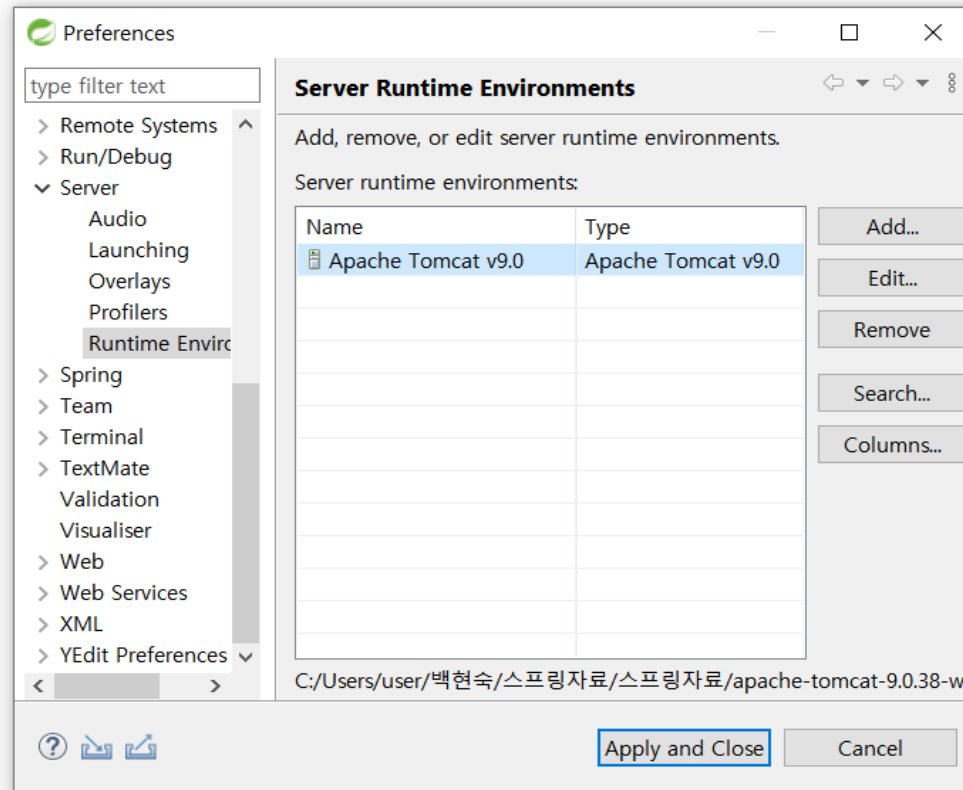 Preferences
type filter text
Remote Systems
Run/Debug
Server
Audio
Launching
Overlays
Profilers
Runtime Enviro
Spring
Team
Terminal
TextMate
Validation
Visualiser
Web
Web Services
XML
YEdit Preferences
Server Runtime Environments
Add, remove, or edit server runtime environments.
Server runtime environments:
Name Type
Apache Tomcat v9.0 Apache Tomcat v9.0
Add...
Edit...
Remove
Search...
Columns...
C:/Users/user/백현숙/스프링자료/스프링자료/apache-tomcat-9.0.38-w
Apply and Close
Cancel